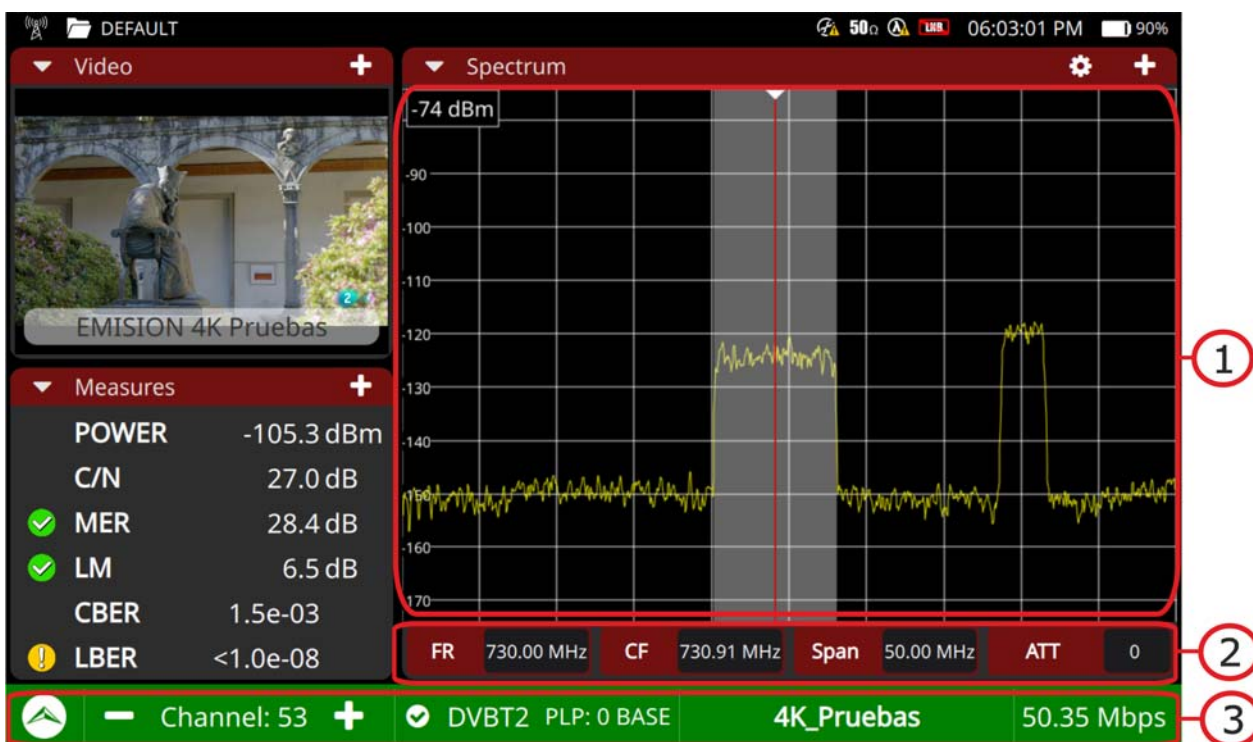 DEFAULT
50Ω
LNB
06:03:01 PM
90%
Video
Spectrum
-74 dBm
-90
-100
-110
-120
-130
-140
-150
-160
-170
2
EMISION 4K Pruebas
Measures
POWER -105.3 dBm
C/N 27.0 dB
MER 28.4 dB
LM 6.5 dB
CBER 1.5e-03
LBER <1.0e-08
FR 730.00 MHz CF 730.91 MHz Span 50.00 MHz ATT 0
Channel: 53 DVBT2 PLP: 0 BASE 4K_Pruebas 50.35 Mbps
1
2
3